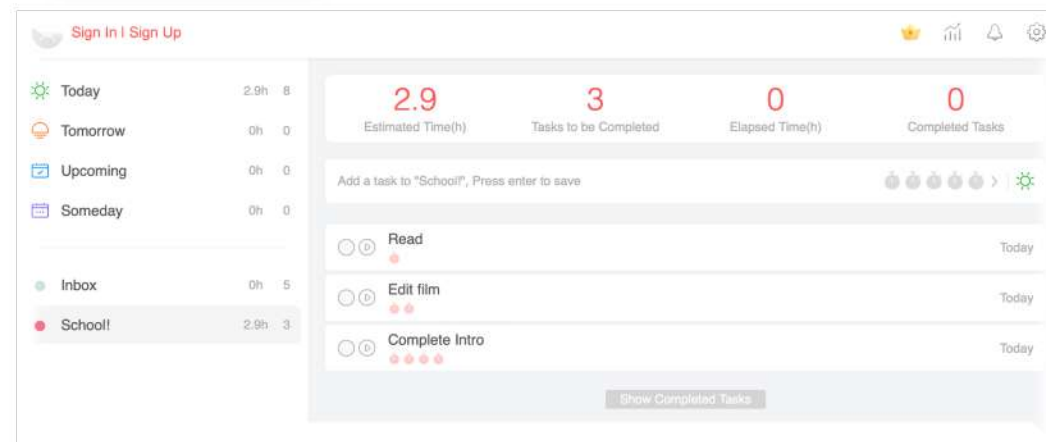 Sign In | Sign Up
Today 2.9h 8
Tomorrow 0h 0
Upcoming 0h 0
Someday 0h 0
Inbox 0h 5
School! 2.9h 3
2.9 3 0 0
Estimated Time(h) Tasks to be Completed Elapsed Time(h) Completed Tasks
Add a task to "School!", Press enter to save
Read Today
Edit film Today
Complete Intro Today
Show Completed Tasks